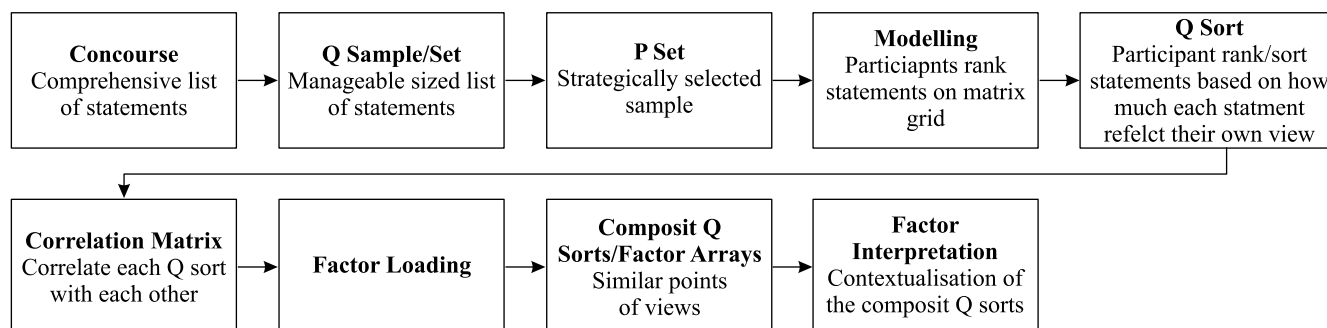 Concourse
Comprehensive list
of statements
Q Sample/Set
Manageable sized list
of statements
P Set
Strategically selected
sample
Modelling
Particiapnts rank
statements on matrix
grid
Q Sort
Participant rank/sort
statements based on how
much each statment
refelct their own view
Correlation Matrix
Correlate each Q sort
with each other
Factor Loading
Composit Q
Sorts/Factor Arrays
Similar points
of views
Factor
Interpretation
Contextualisation of
the composit Q sorts